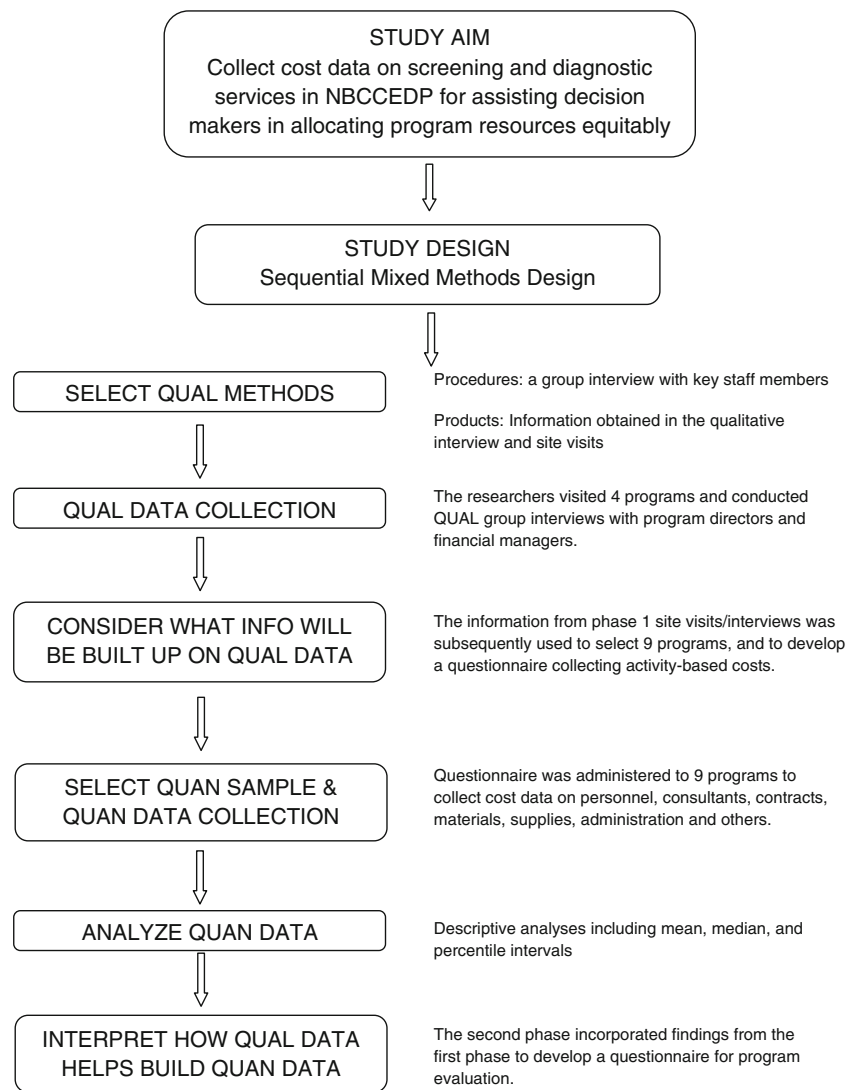 STUDY AIM
Collect cost data on screening and diagnostic
services in NBCCEDP for assisting decision
makers in allocating program resources equitably
STUDY DESIGN
Sequential Mixed Methods Design
SELECT QUAL METHODS
Procedures: a group interview with key staff members
Products: Information obtained in the qualitative
interview and site visits
QUAL DATA COLLECTION
The researchers visited 4 programs and conducted
QUAL group interviews with program directors and
financial managers.
CONSIDER WHAT INFO WILL
BE BUILT UP ON QUAL DATA
The information from phase 1 site visits/interviews was
subsequently used to select 9 programs, and to develop
a questionnaire collecting activity-based costs.
SELECT QUAN SAMPLE &
QUAN DATA COLLECTION
Questionnaire was administered to 9 programs to
collect cost data on personnel, consultants, contracts,
materials, supplies, administration and others.
ANALYZE QUAN DATA
Descriptive analyses including mean, median, and
percentile intervals
INTERPRET HOW QUAL DATA
HELPS BUILD QUAN DATA
The second phase incorporated findings from the
first phase to develop a questionnaire for program
evaluation.